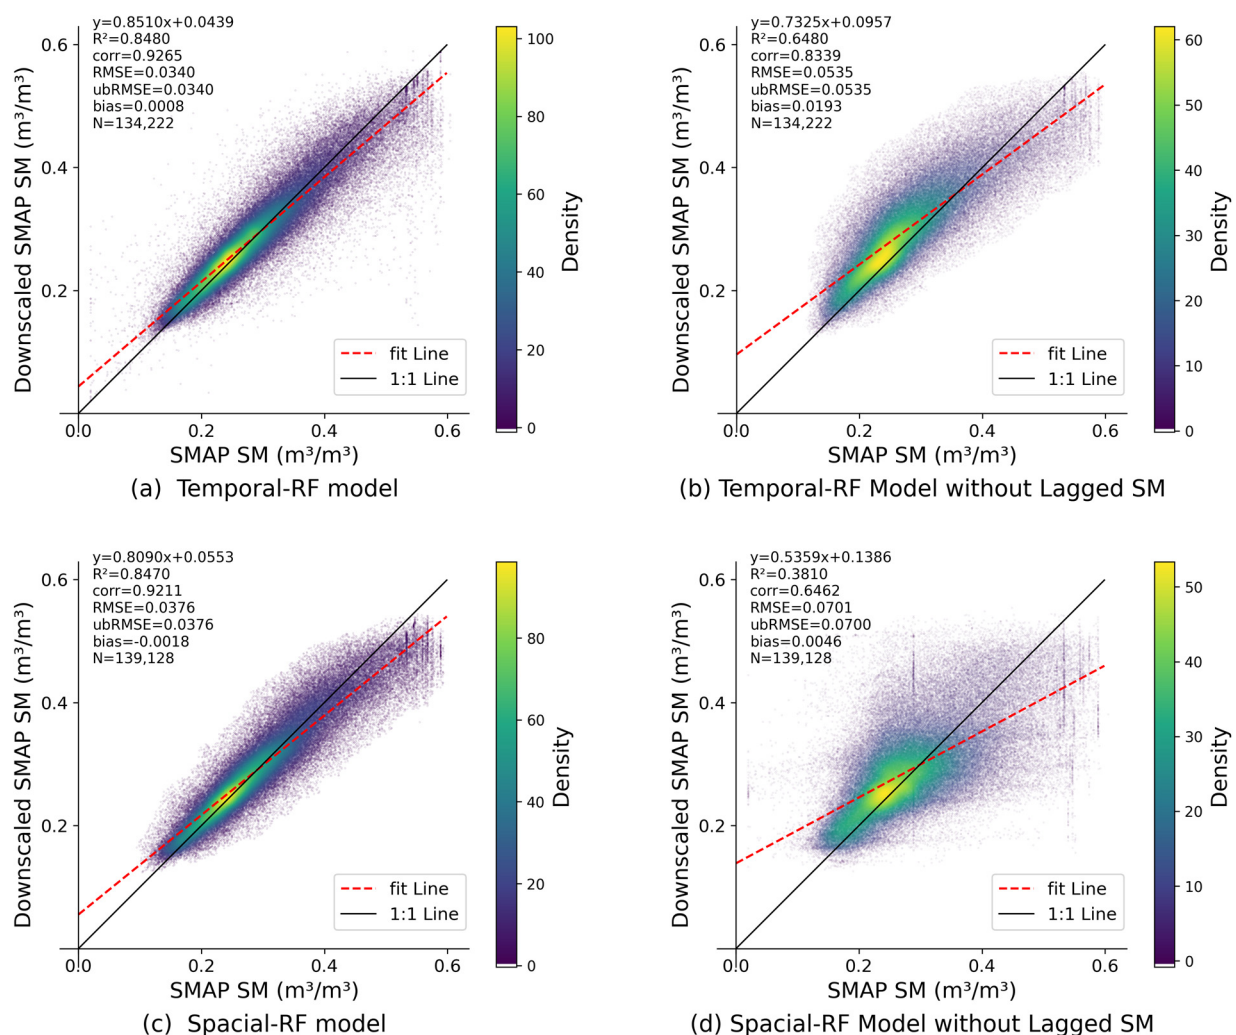 y=0.8510x+0.0439
R²=0.8480
corr=0.9265
RMSE=0.0340
ubRMSE=0.0340
bias=0.0008
N=134,222
0.6
0.4
0.2
0.0
0.2
0.4
0.6
Downscaled SMAP SM (m³/m³)
SMAP SM (m³/m³)
fit Line
1:1 Line
100
80
60
40
20
0
Density
(a) Temporal-RF model
y=0.7325x+0.0957
R²=0.6480
corr=0.8339
RMSE=0.0535
ubRMSE=0.0535
bias=0.0193
N=134,222
0.6
0.4
0.2
0.0
0.2
0.4
0.6
Downscaled SMAP SM (m³/m³)
SMAP SM (m³/m³)
fit Line
1:1 Line
60
50
40
30
20
10
0
Density
(b) Temporal-RF Model without Lagged SM
y=0.8090x+0.0553
R²=0.8470
corr=0.9211
RMSE=0.0376
ubRMSE=0.0376
bias=-0.0018
N=139,128
0.6
0.4
0.2
0.0
0.2
0.4
0.6
Downscaled SMAP SM (m³/m³)
SMAP SM (m³/m³)
fit Line
1:1 Line
80
60
40
20
0
Density
(c) Spacial-RF model
y=0.5359x+0.1386
R²=0.3810
corr=0.6462
RMSE=0.0701
ubRMSE=0.0700
bias=0.0046
N=139,128
0.6
0.4
0.2
0.0
0.2
0.4
0.6
Downscaled SMAP SM (m³/m³)
SMAP SM (m³/m³)
fit Line
1:1 Line
50
40
30
20
10
0
Density
(d) Spacial-RF Model without Lagged SM